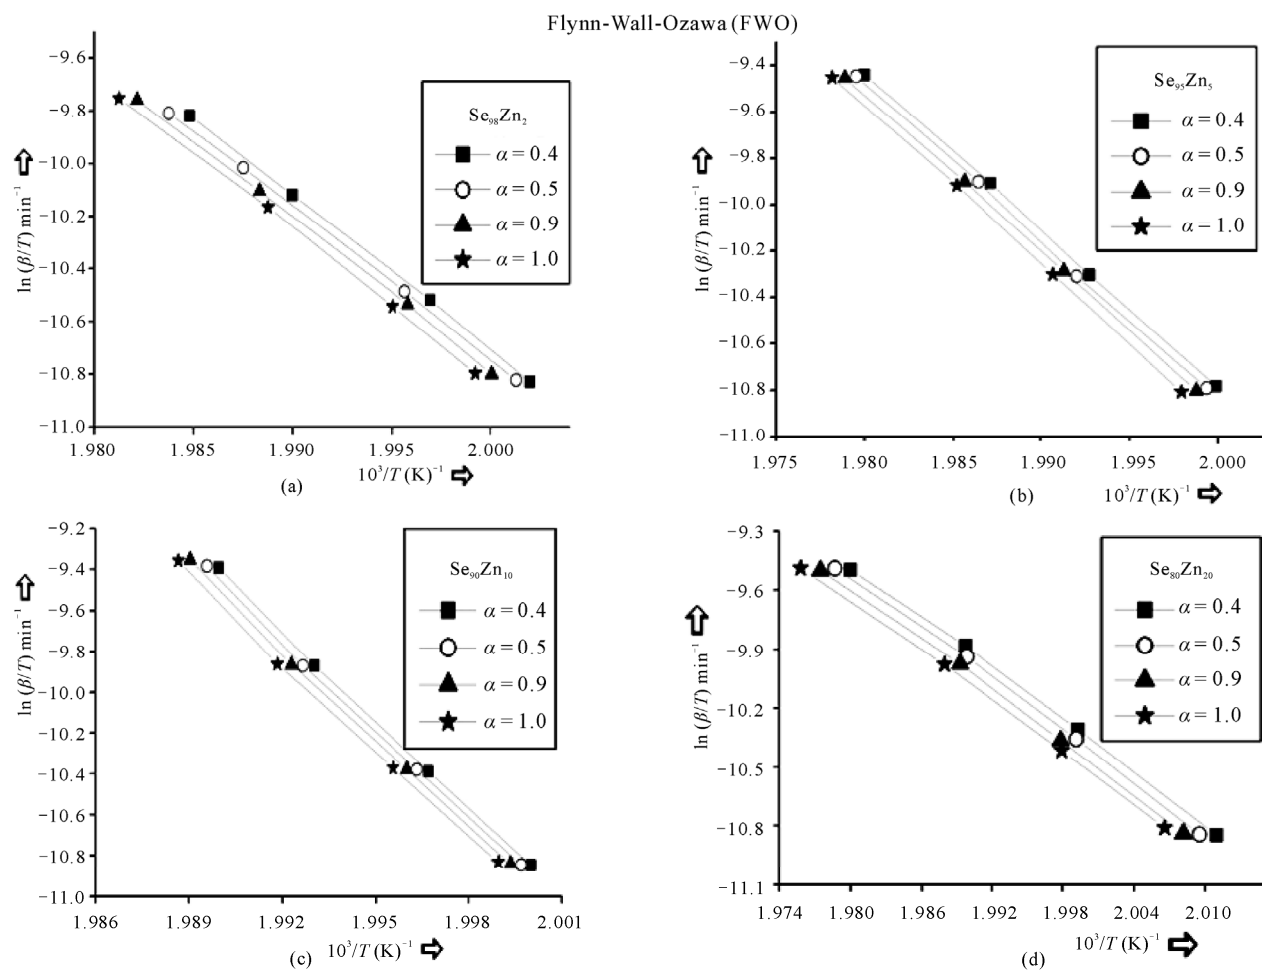 Flynn-Wall-Ozawa (FWO)
ln (β/T) min⁻¹
−9.6
−9.8
−10.0
−10.2
−10.4
−10.6
−10.8
−11.0
1.980
1.985
1.990
1.995
2.000
10³/T (K)⁻¹
(a)
Se₉₈Zn₂
α = 0.4
α = 0.5
α = 0.9
α = 1.0
ln (β/T) min⁻¹
−9.4
−9.6
−9.8
−10.0
−10.2
−10.4
−10.6
−10.8
−11.0
1.975
1.980
1.985
1.990
1.995
2.000
10³/T (K)⁻¹
(b)
Se₉₅Zn₅
α = 0.4
α = 0.5
α = 0.9
α − 1.0
ln (β/T) min⁻¹
−9.2
−9.4
−9.6
−9.8
−10.0
−10.2
−10.4
−10.6
−10.8
−11.0
1.986
1.989
1.992
1.995
1.998
2.001
10³/T (K)⁻¹
(c)
Se₉₀Zn₁₀
α = 0.4
α = 0.5
α = 0.9
α = 1.0
ln (β/T) min⁻¹
−9.3
−9.6
−9.9
−10.2
−10.5
−10.8
−11.1
1.974
1.980
1.986
1.992
1.998
2.004
2.010
10³/T (K)⁻¹
(d)
Se₈₀Zn₂₀
α = 0.4
α = 0.5
α = 0.9
α = 1.0